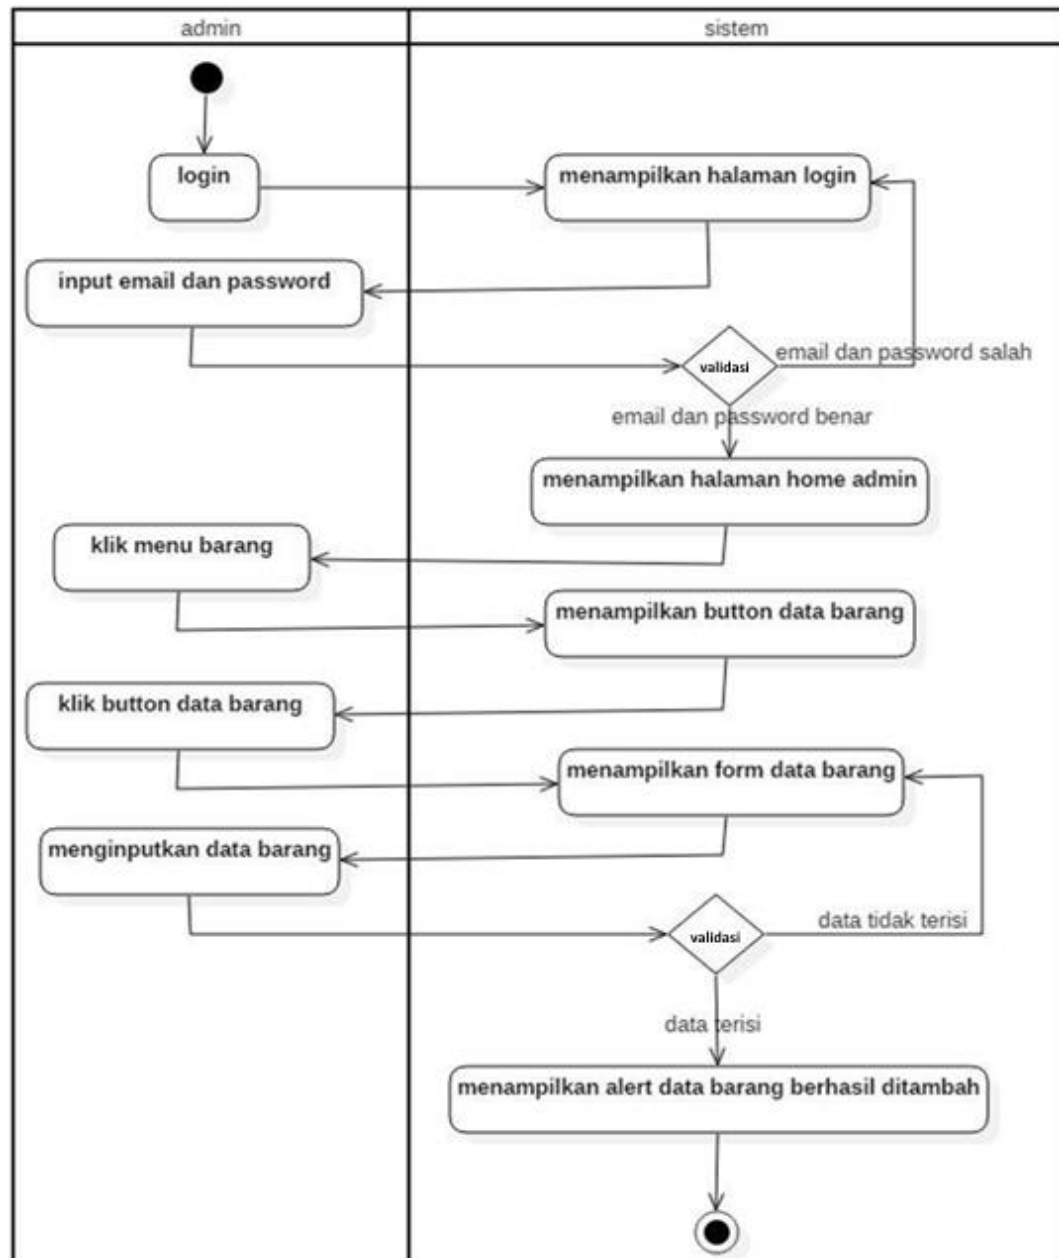 admin
sistem
login
menampilkan halaman login
input email dan password
validasi
email dan password salah
email dan password benar
menampilkan halaman home admin
klik menu barang
menampilkan button data barang
klik button data barang
menampilkan form data barang
menginputkan data barang
validasi
data tidak terisi
data terisi
menampilkan alert data barang berhasil ditambah